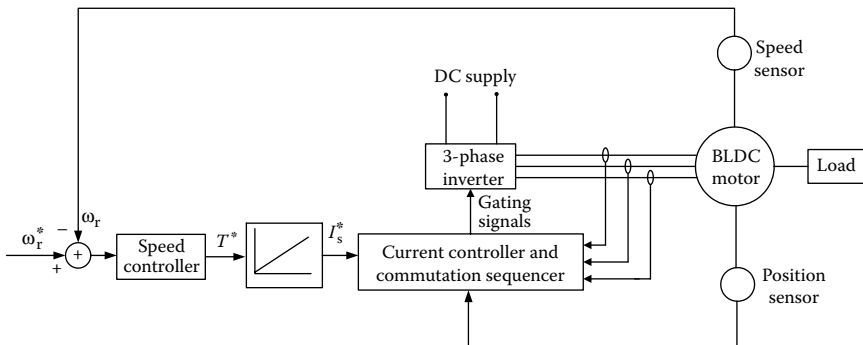 Speed
sensor
DC supply
3-phase
inverter
BLDC
motor
Load
Gating
signals
ω_r^*
−
ω_r
+
+
Speed
controller
T^*
I_s^*
Current controller and
commutation sequencer
Position
sensor